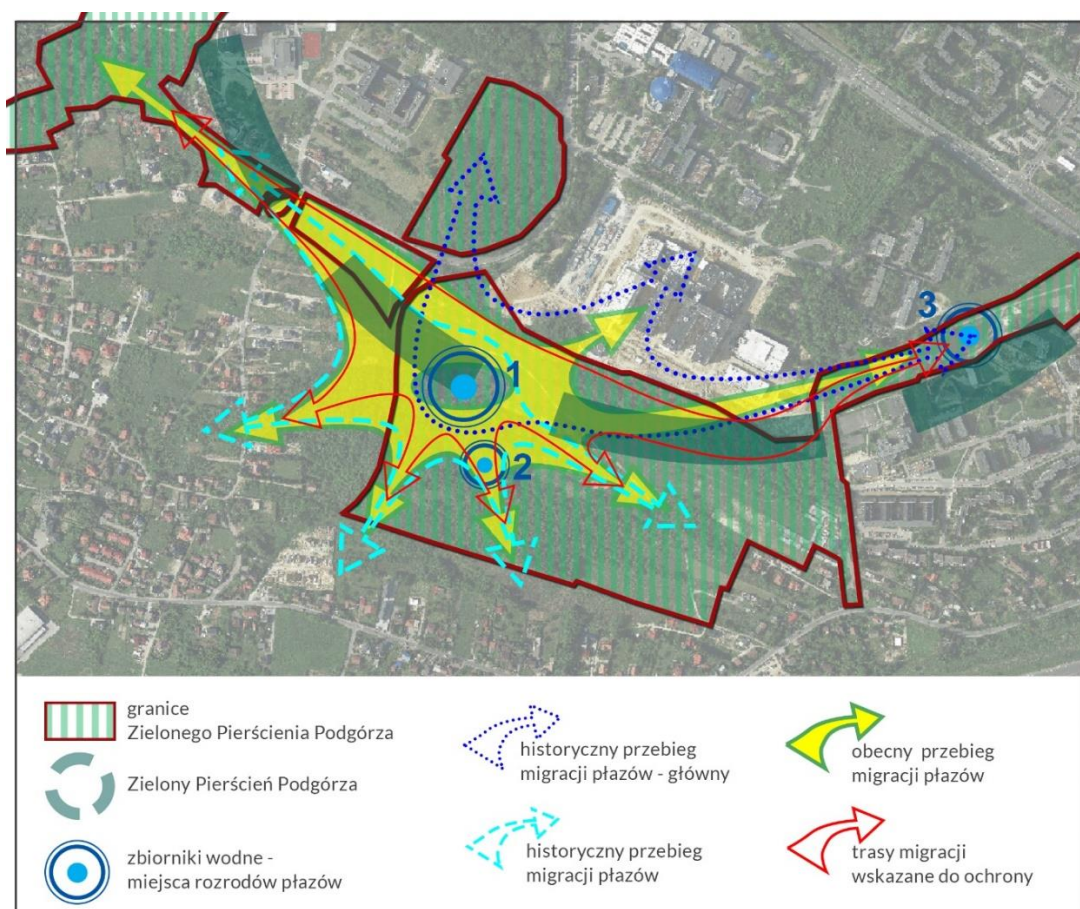 1
2
3
granice
Zielonego Pierścienia Podgórza
Zielony Pierścień Podgórza
zbiorniki wodne -
miejsca rozrodów płazów
historyczny przebieg
migracji płazów - główny
historyczny przebieg
migracji płazów
obecny przebieg
migracji płazów
trasy migracji
wskazane do ochrony